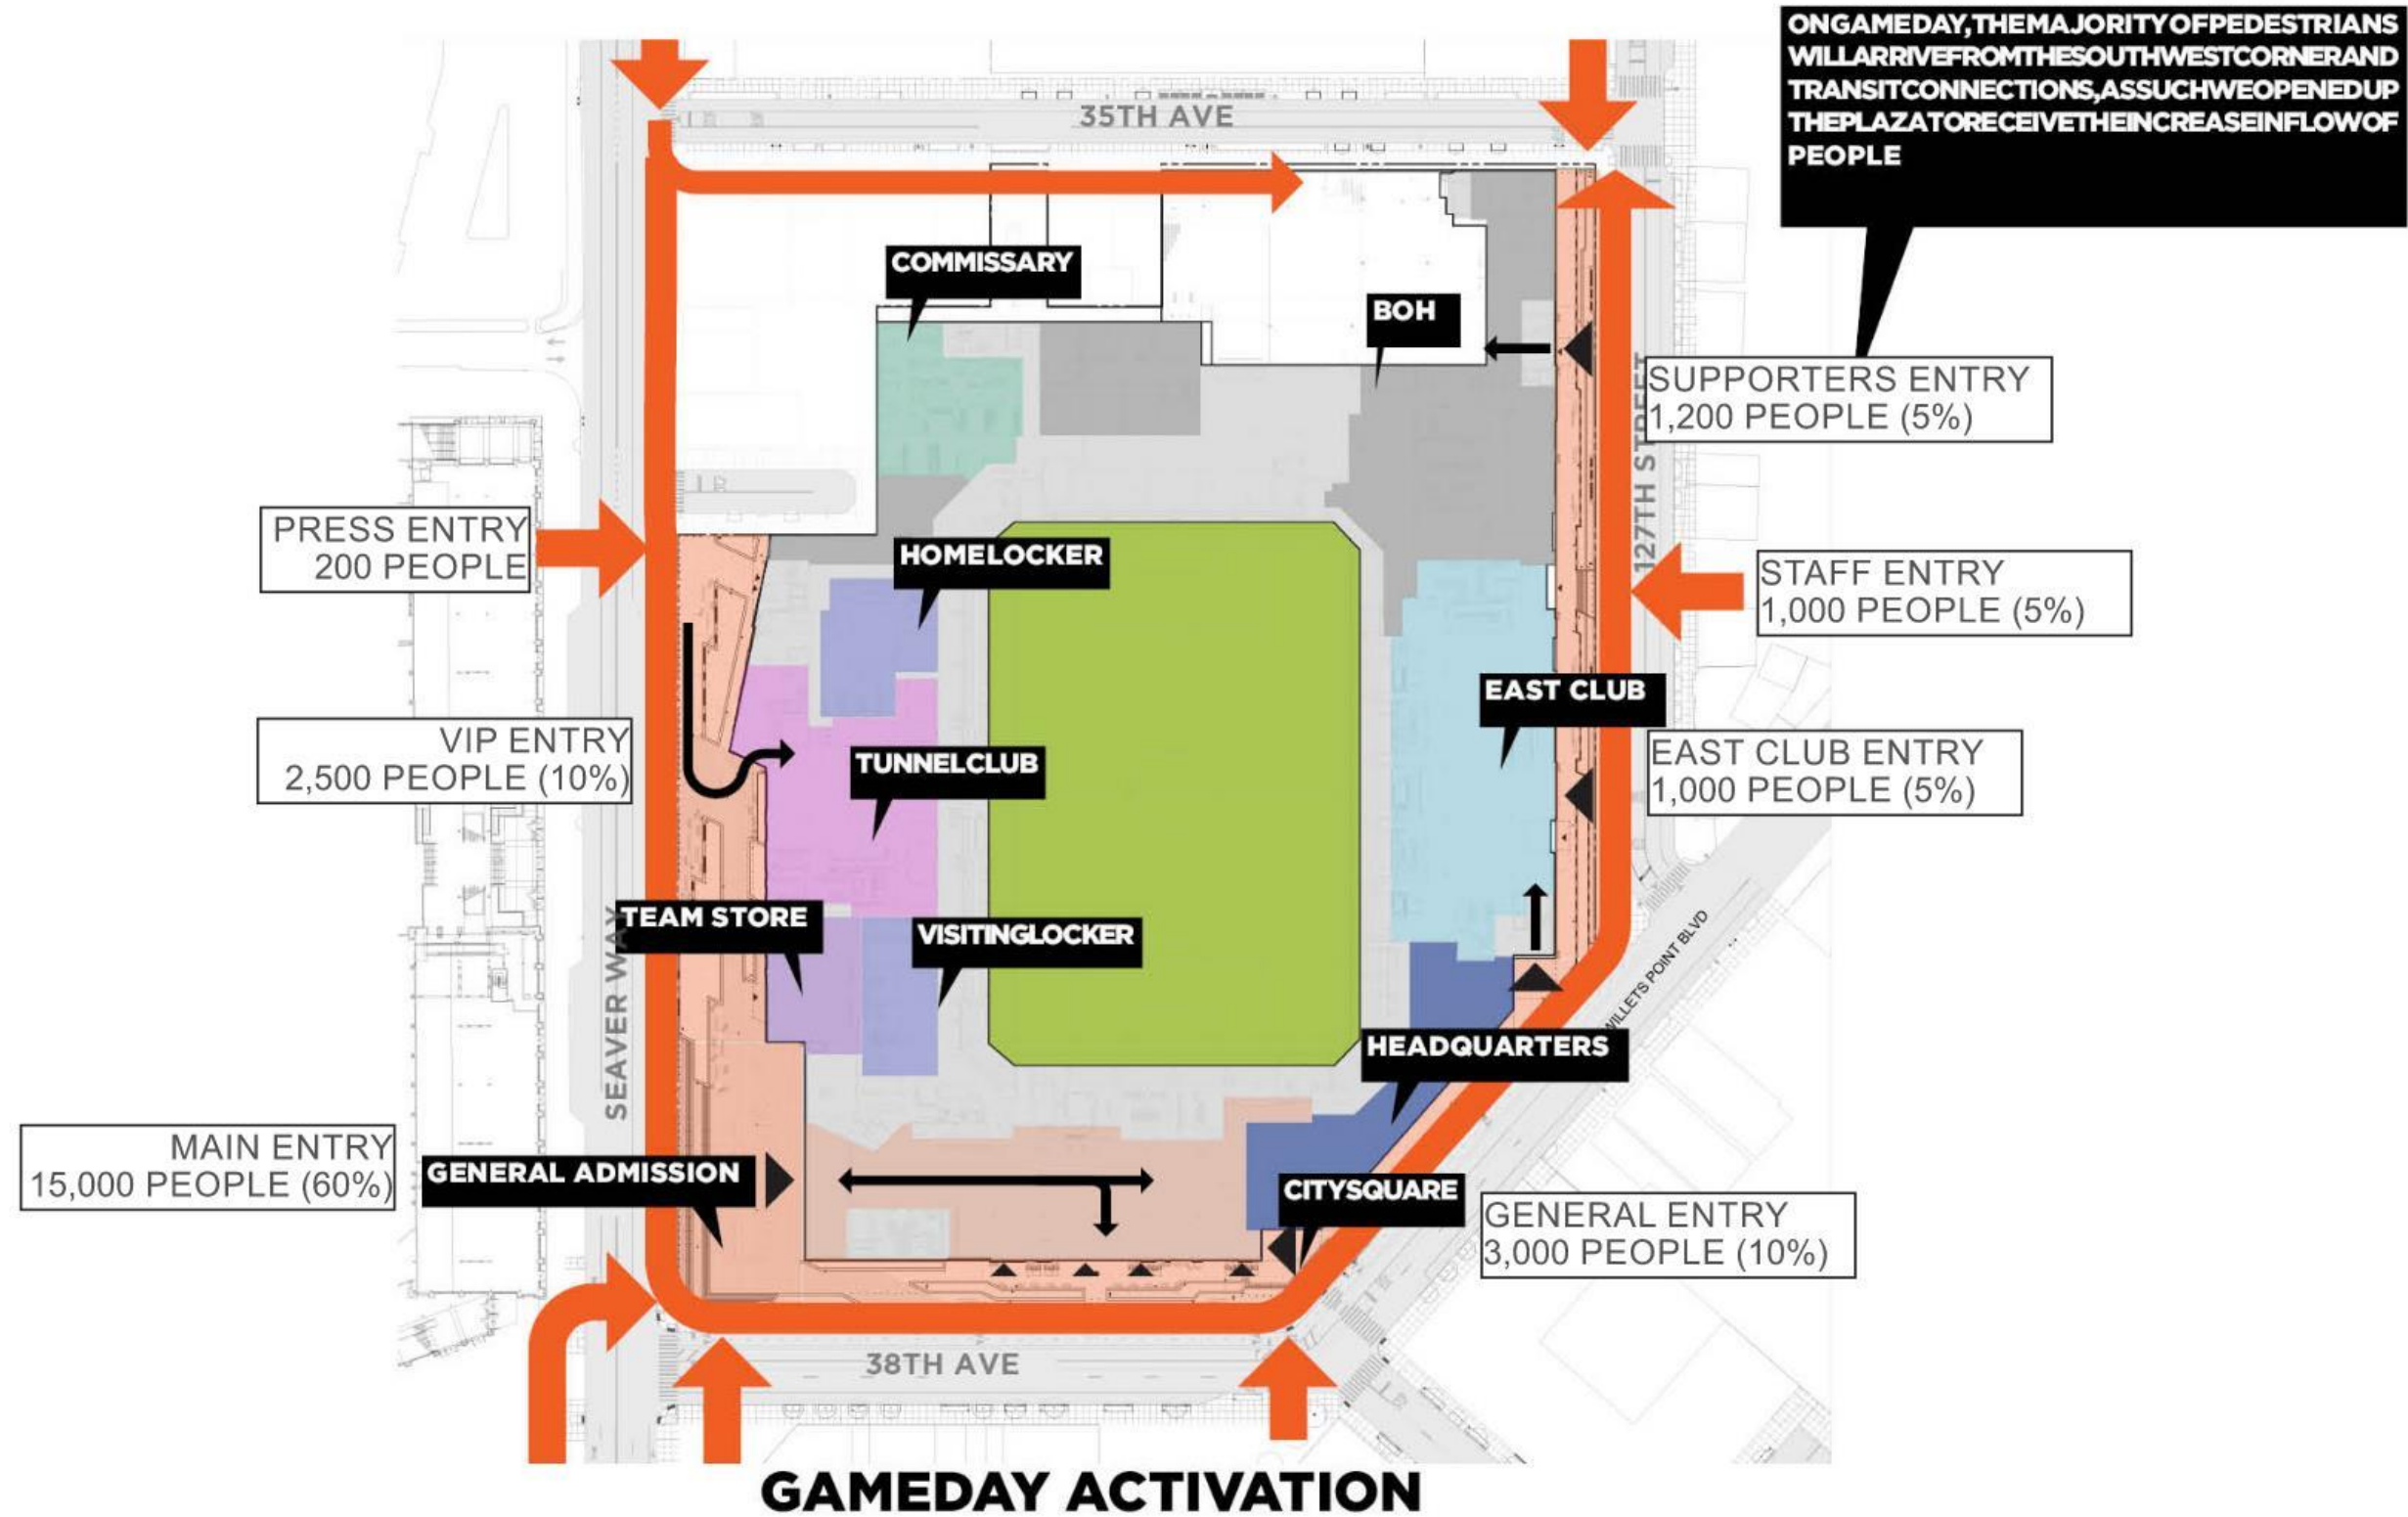 ONGAMEDAY,THEMAJORITYOFPEDESTRIANS
WILLARRIVEFROMTHESOUTHWESTCORNERAND
TRANSITCONNECTIONS,ASSUCHWEOPENEDUP
THEPLAZATORECEIVETHEINCREASEINFLOWOF
PEOPLE
35TH AVE
COMMISSARY
BOH
SUPPORTERS ENTRY
1,200 PEOPLE (5%)
127TH STREET
PRESS ENTRY
200 PEOPLE
HOMELOCKER
STAFF ENTRY
1,000 PEOPLE (5%)
EAST CLUB
VIP ENTRY
2,500 PEOPLE (10%)
TUNNELCLUB
EAST CLUB ENTRY
1,000 PEOPLE (5%)
TEAM STORE
VISITINGLOCKER
SEAVER WAY
WILLETS POINT BLVD
HEADQUARTERS
MAIN ENTRY
15,000 PEOPLE (60%)
GENERAL ADMISSION
CITYSQUARE
GENERAL ENTRY
3,000 PEOPLE (10%)
38TH AVE
GAMEDAY ACTIVATION